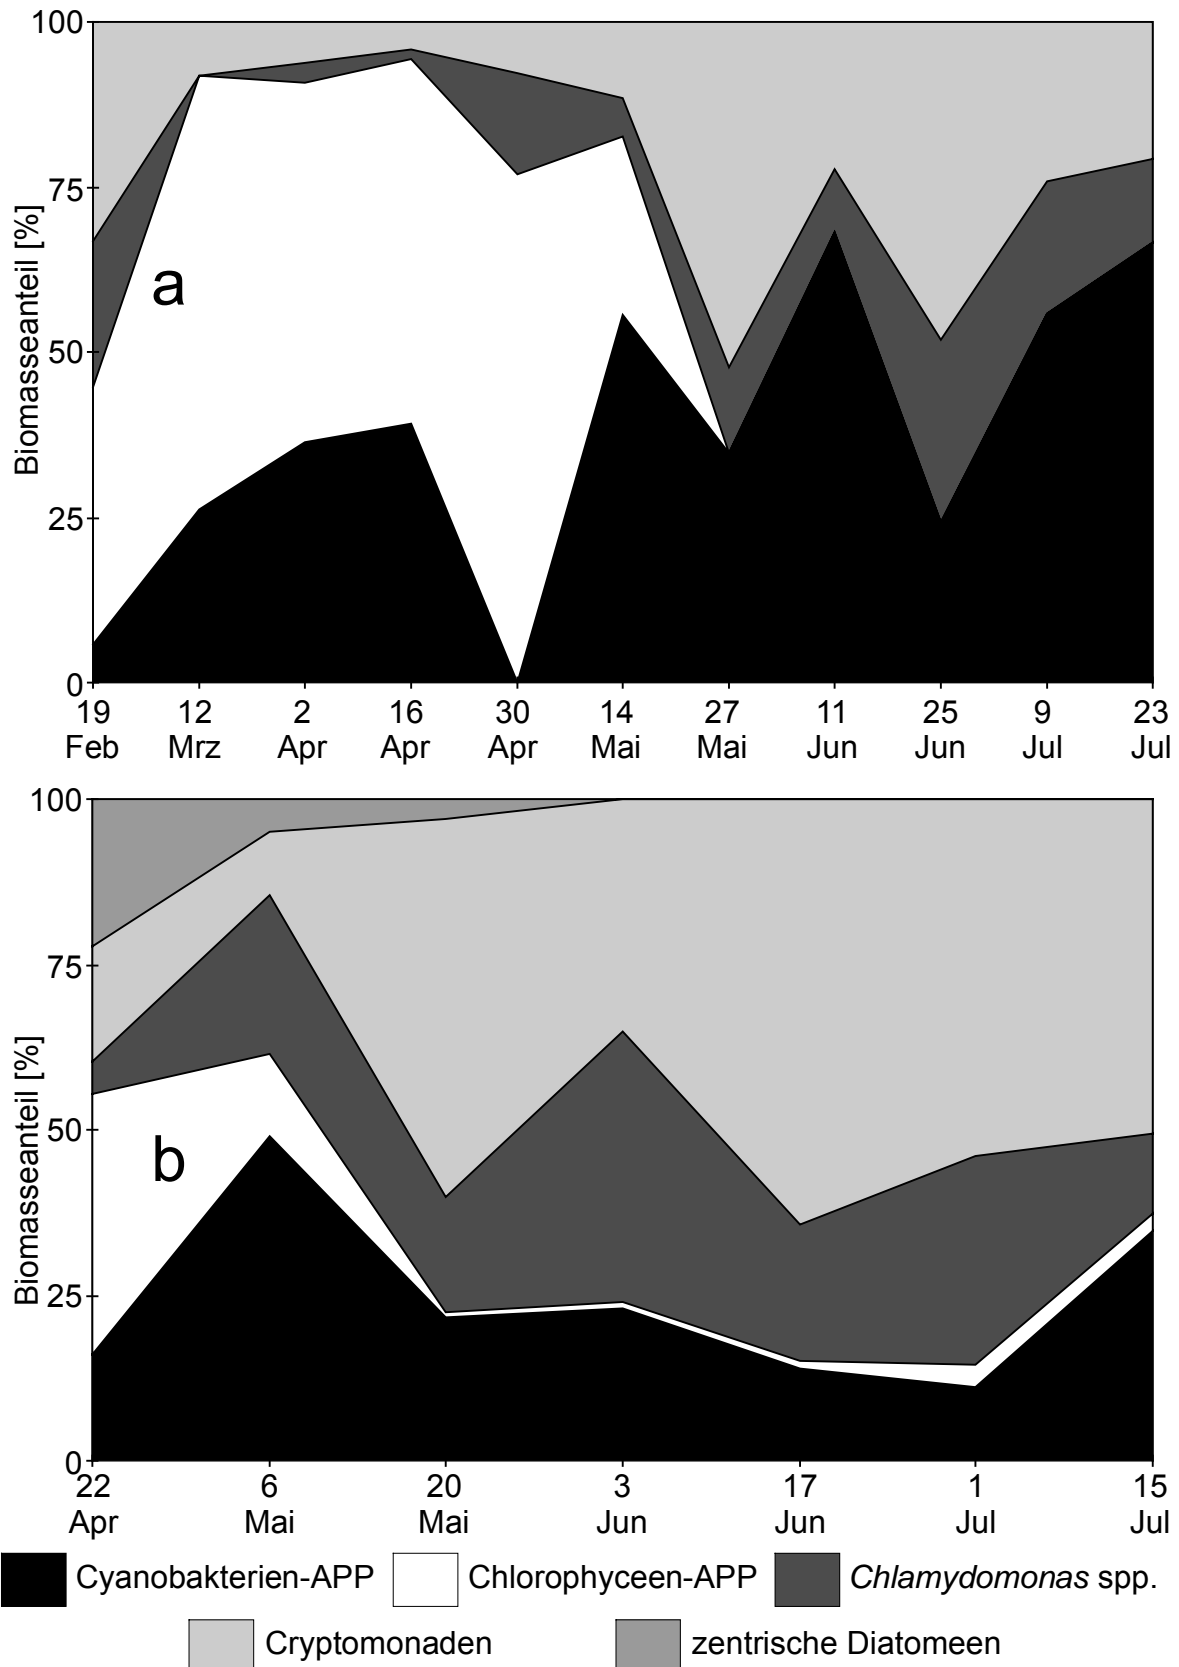 100
75
50
25
0
Biomasseanteil [%]
a
19 12 2 16 30 14 27 11 25 9 23
Feb Mrz Apr Apr Apr Mai Mai Jun Jun Jul Jul
100
75
50
25
0
Biomasseanteil [%]
b
22 6 20 3 17 1 15
Apr Mai Mai Jun Jun Jul Jul
Cyanobakterien-APP Chlorophyceen-APP Chlamydomonas spp.
Cryptomonaden zentrische Diatomeen